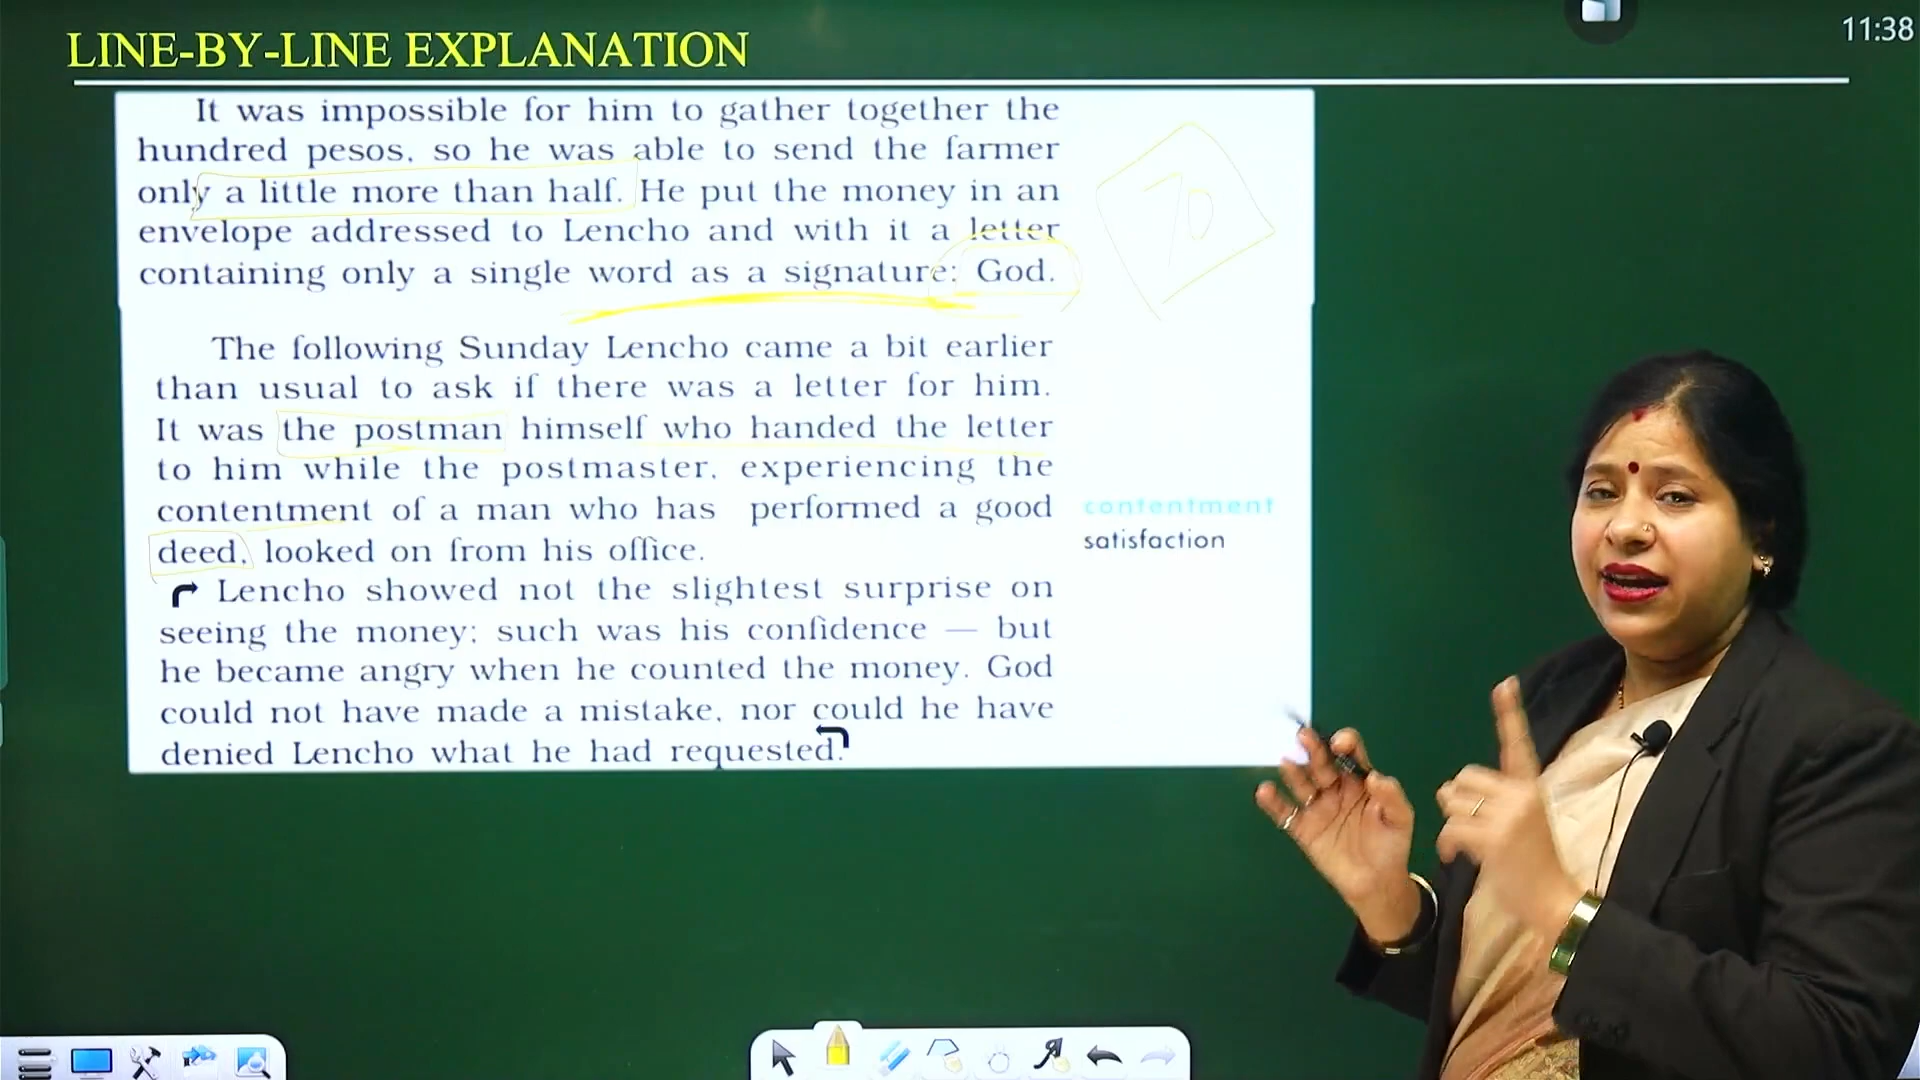 LINE-BY-LINE EXPLANATION
11:38
It was impossible for him to gather together the
hundred pesos, so he was able to send the farmer
only a little more than half. He put the money in an
envelope addressed to Lencho and with it a letter
containing only a single word as a signature: God.
70
The following Sunday Lencho came a bit earlier
than usual to ask if there was a letter for him.
It was the postman himself who handed the letter
to him while the postmaster, experiencing the
contentment of a man who has performed a good
deed, looked on from his office.
contentment
satisfaction
Lencho showed not the slightest surprise on
seeing the money; such was his confidence — but
he became angry when he counted the money. God
could not have made a mistake, nor could he have
denied Lencho what he had requested.